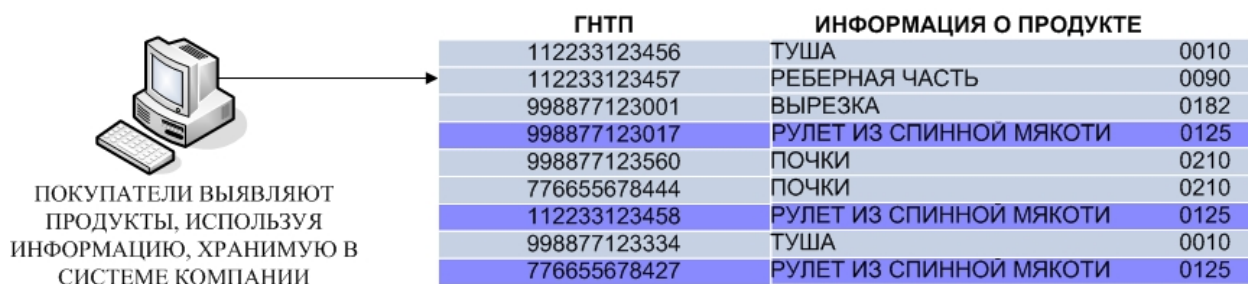 ГНТП ИНФОРМАЦИЯ О ПРОДУКТЕ
112233123456 ТУША 0010
112233123457 РЕБЕРНАЯ ЧАСТЬ 0090
998877123001 ВЫРЕЗКА 0182
998877123017 РУЛЕТ ИЗ СПИННОЙ МЯКОТИ 0125
998877123560 ПОЧКИ 0210
776655678444 ПОЧКИ 0210
112233123458 РУЛЕТ ИЗ СПИННОЙ МЯКОТИ 0125
998877123334 ТУША 0010
776655678427 РУЛЕТ ИЗ СПИННОЙ МЯКОТИ 0125
ПОКУПАТЕЛИ ВЫЯВЛЯЮТ
ПРОДУКТЫ, ИСПОЛЬЗУЯ
ИНФОРМАЦИЮ, ХРАНИМУЮ В
СИСТЕМЕ КОМПАНИИ